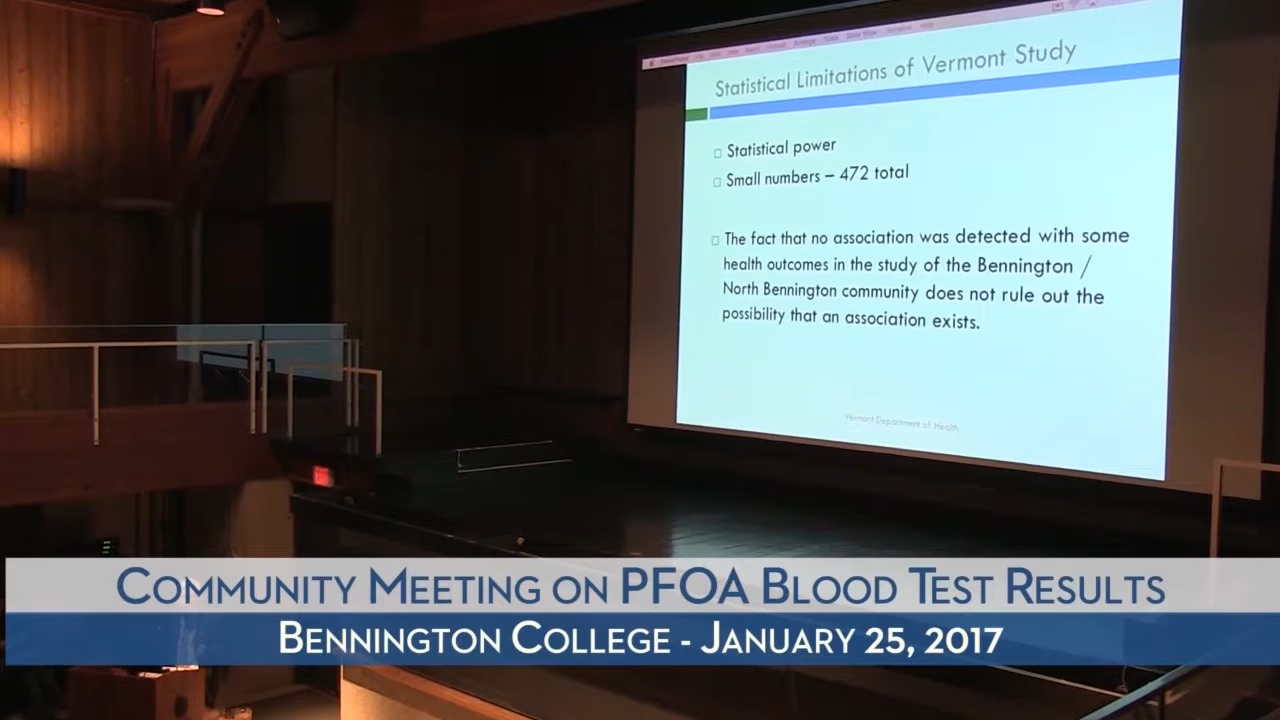 Statistical Limitations of Vermont Study
Statistical power
Small numbers – 472 total
The fact that no association was detected with some
health outcomes in the study of the Bennington /
North Bennington community does not rule out the
possibility that an association exists.
Vermont Department of Health
EXIT
COMMUNITY MEETING ON PFOA BLOOD TEST RESULTS
BENNINGTON COLLEGE - JANUARY 25, 2017